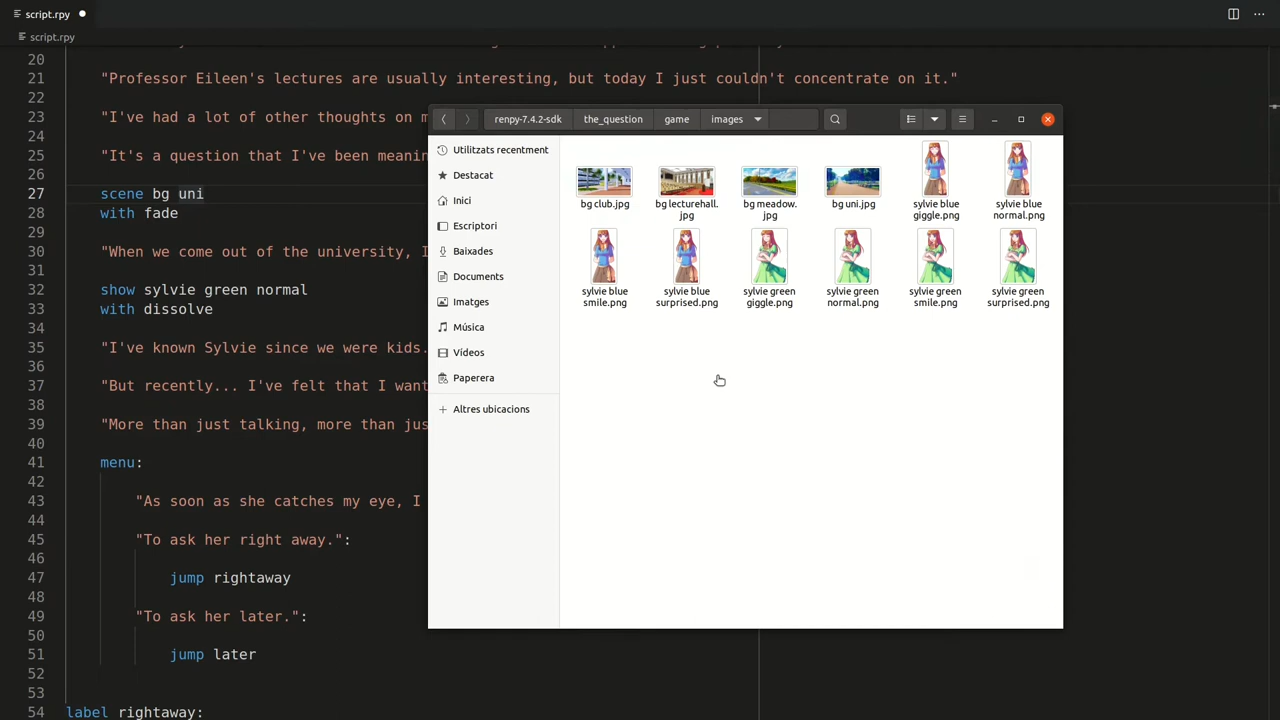 script.rpy
script.rpy
20
21 "Professor Eileen's lectures are usually interesting, but today I just couldn't concentrate on it."
22
23 "I've had a lot of other thoughts on m
24
25 "It's a question that I've been meanin
26
27 scene bg uni
28 with fade
29
30 "When we come out of the university, I
31
32 show sylvie green normal
33 with dissolve
34
35 "I've known Sylvie since we were kids.
36
37 "But recently... I've felt that I want
38
39 "More than just talking, more than jus
40
41 menu:
42
43 "As soon as she catches my eye, I
44
45 "To ask her right away.":
46
47 jump rightaway
48
49 "To ask her later.":
50
51 jump later
52
53
54 label rightaway:
renpy-7.4.2-sdk the_question game images
Utilitzats recentment
Destacat
Inici
Escriptori
Baixades
Documents
Imatges
Música
Vídeos
Paperera
Altres ubicacions
bg club.jpg
bg lecturehall.
jpg
bg meadow.
jpg
bg uni.jpg
sylvie blue
giggle.png
sylvie blue
normal.png
sylvie blue
smile.png
sylvie blue
surprised.png
sylvie green
giggle.png
sylvie green
normal.png
sylvie green
smile.png
sylvie green
surprised.png